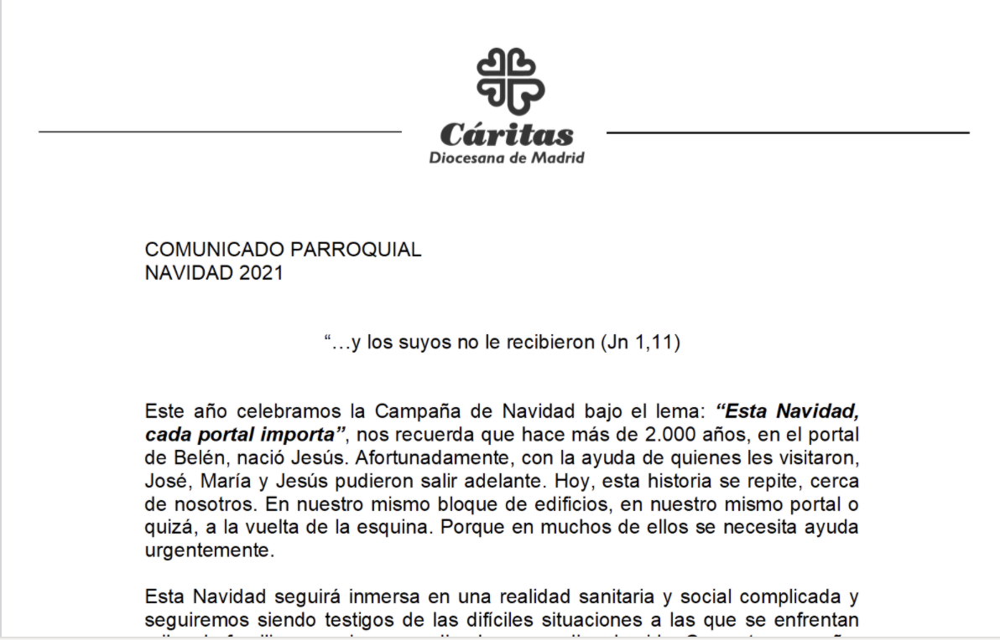 Cáritas
Diocesana de Madrid
COMUNICADO PARROQUIAL
NAVIDAD 2021
“…y los suyos no le recibieron (Jn 1,11)
Este año celebramos la Campaña de Navidad bajo el lema: “Esta Navidad,
cada portal importa”, nos recuerda que hace más de 2.000 años, en el portal
de Belén, nació Jesús. Afortunadamente, con la ayuda de quienes les visitaron,
José, María y Jesús pudieron salir adelante. Hoy, esta historia se repite, cerca
de nosotros. En nuestro mismo bloque de edificios, en nuestro mismo portal o
quizá, a la vuelta de la esquina. Porque en muchos de ellos se necesita ayuda
urgentemente.
Esta Navidad seguirá inmersa en una realidad sanitaria y social complicada y
seguiremos siendo testigos de las difíciles situaciones a las que se enfrentan